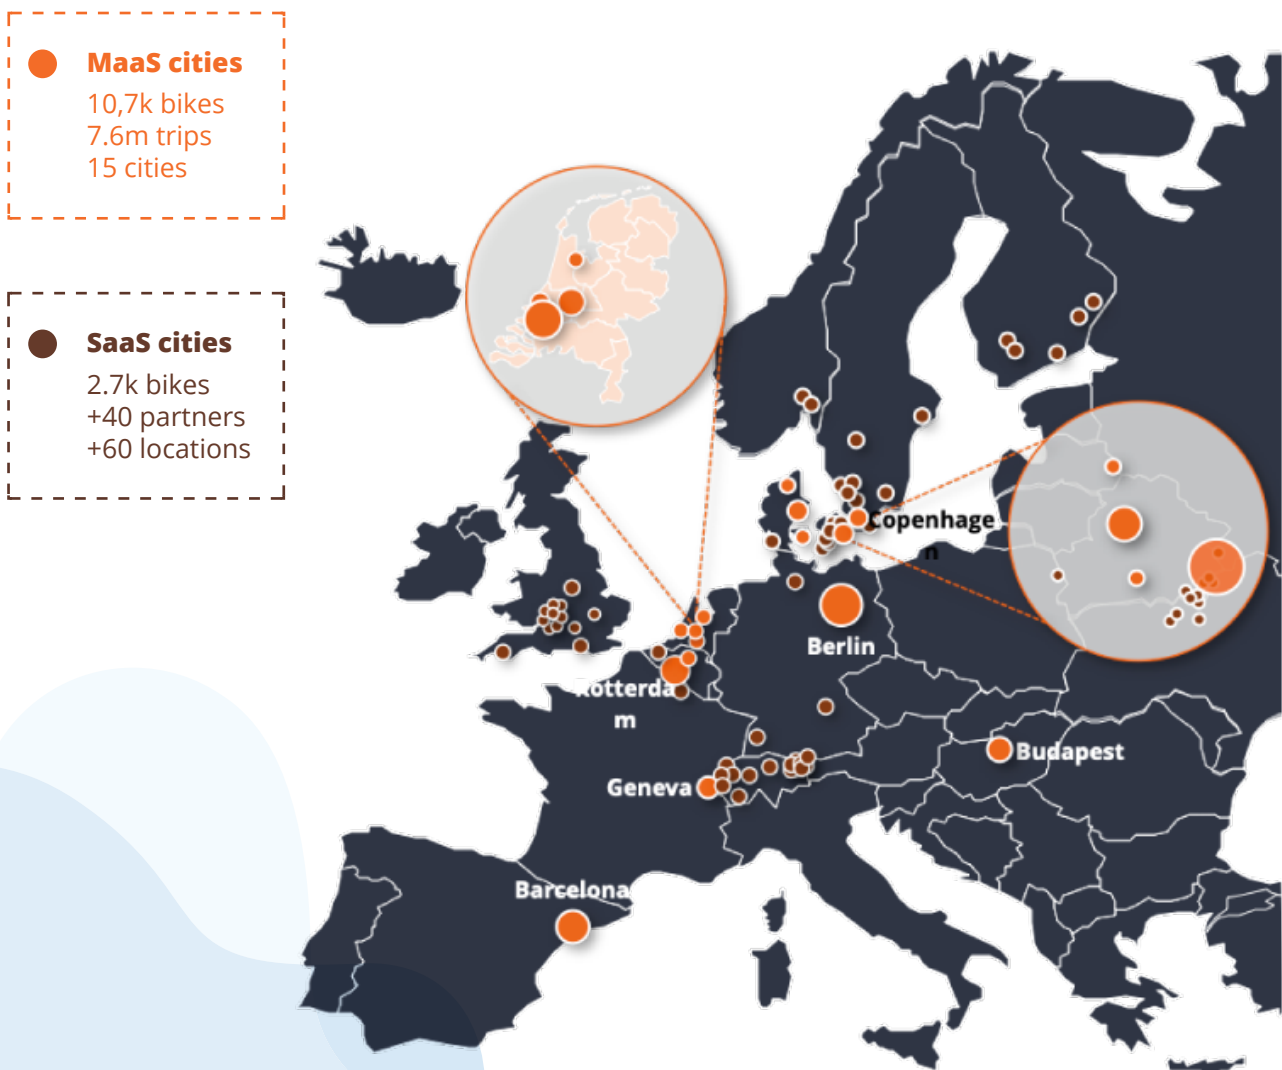 MaaS cities
10,7k bikes
7.6m trips
15 cities
SaaS cities
2.7k bikes
+40 partners
+60 locations
Copenhage
n
Berlin
Rotterda
m
Budapest
Geneva
Barcelona